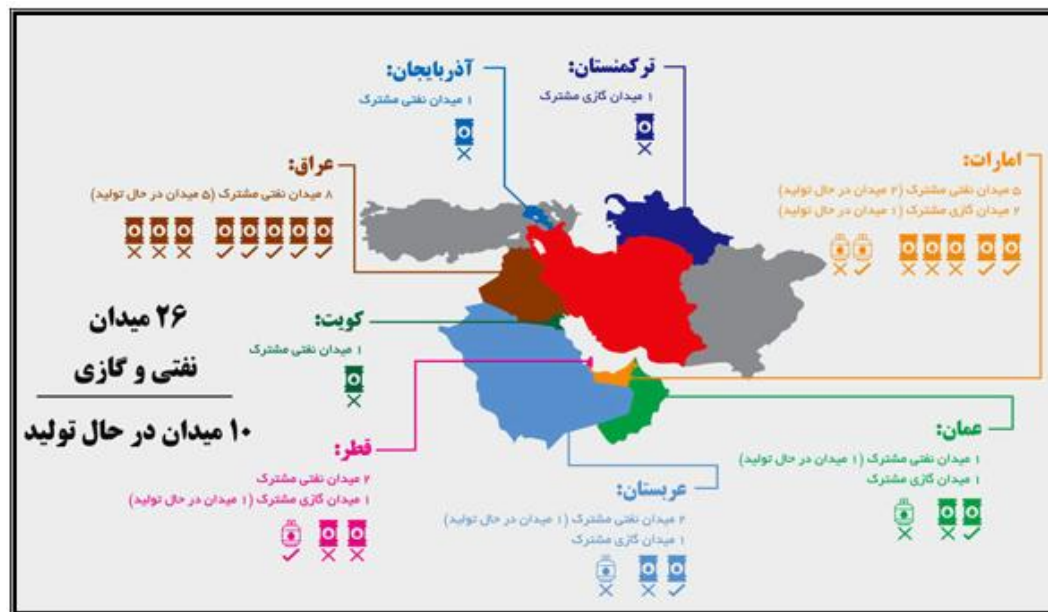 ترکمنستان:
۱ میدان گازی مشترک
آذربایجان:
۱ میدان نفتی مشترک
امارات:
۵ میدان نفتی مشترک (۲ میدان در حال تولید)
۲ میدان گازی مشترک (۱ میدان در حال تولید)
عراق:
۸ میدان نفتی مشترک (۵ میدان در حال تولید)
کویت:
۱ میدان نفتی مشترک
۲۶ میدان
نفتی و گازی
۱۰ میدان در حال تولید
عمان:
۱ میدان نفتی مشترک (۱ میدان در حال تولید)
۱ میدان گازی مشترک
قطر:
۲ میدان نفتی مشترک
۱ میدان گازی مشترک (۱ میدان در حال تولید)
عربستان:
۲ میدان نفتی مشترک (۱ میدان در حال تولید)
۱ میدان گازی مشترک